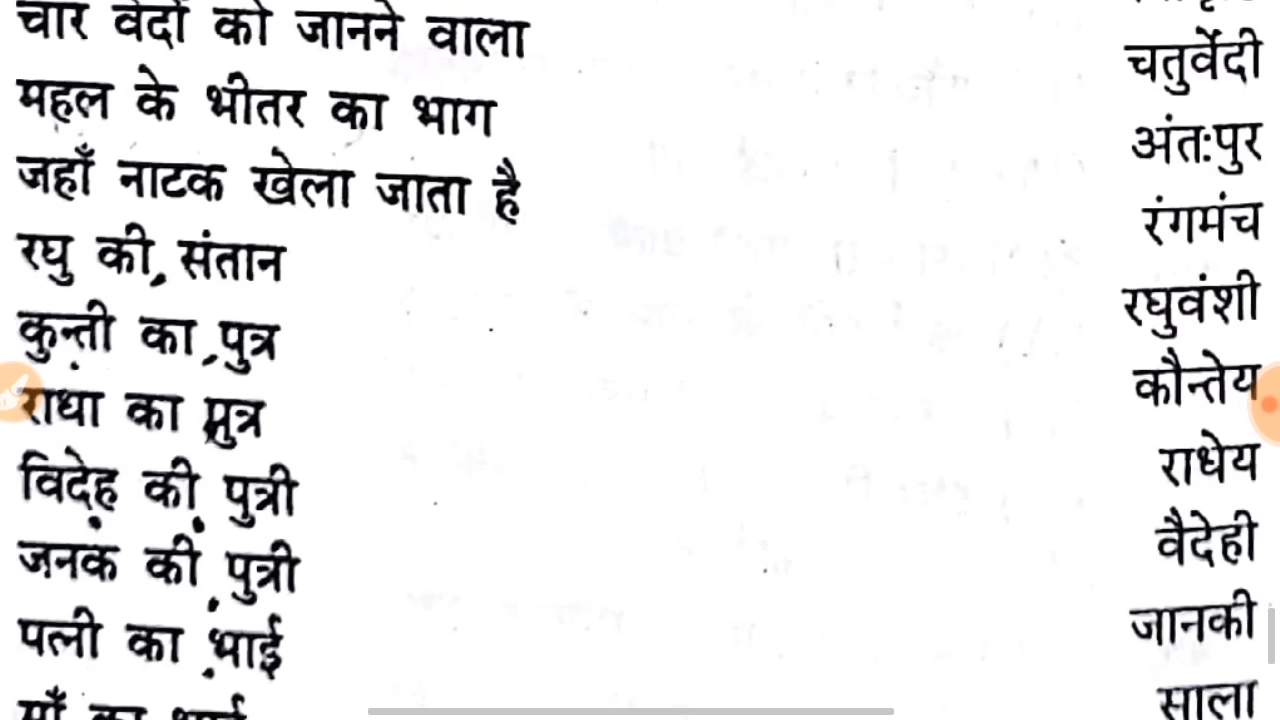 चार वेदों को जानने वाला चतुर्वेदी
महल के भीतर का भाग अंतःपुर
जहाँ नाटक खेला जाता है रंगमंच
रघु की संतान रघुवंशी
कुन्ती का पुत्र कौन्तेय
राधा का पुत्र राधेय
विदेह की पुत्री वैदेही
जनक की पुत्री जानकी
पत्नी का भाई साला
माँ का भाई